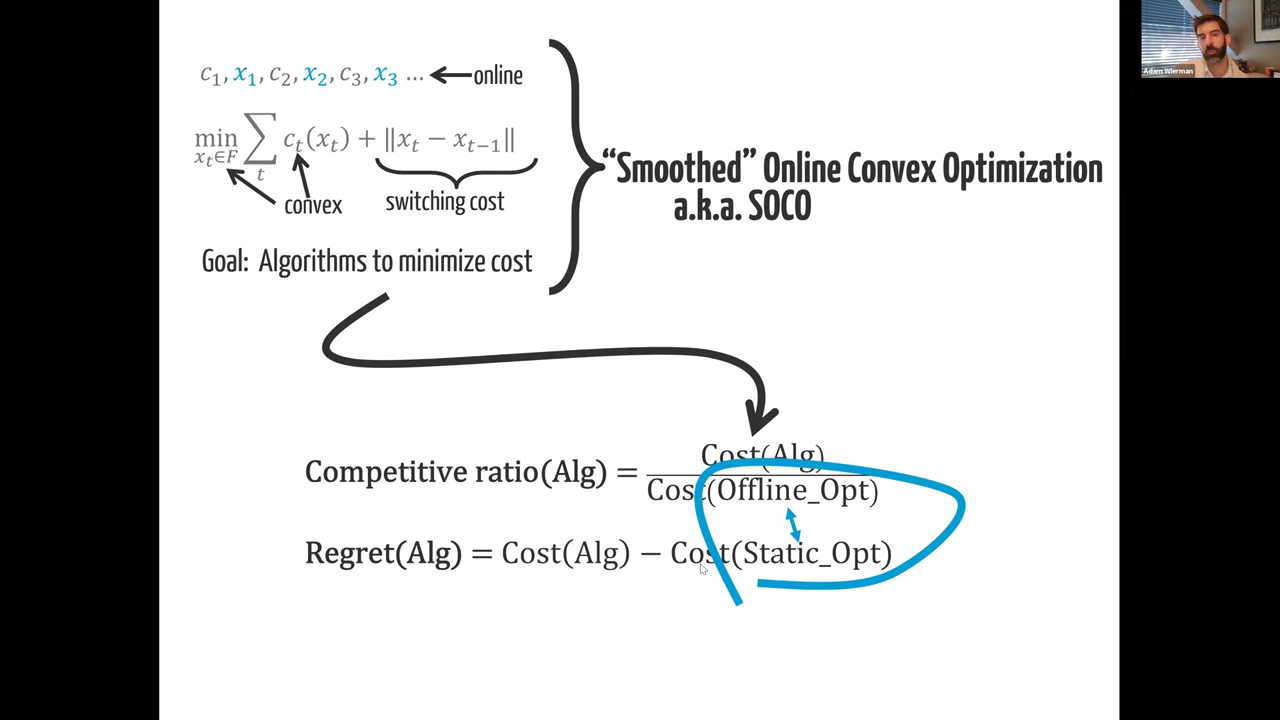 c₁, x₁, c₂, x₂, c₃, x₃ ... online
min ∑ cₜ(xₜ) + ‖xₜ − xₜ₋₁‖
xₜ∈F t
convex
switching cost
Goal: Algorithms to minimize cost
“Smoothed” Online Convex Optimization
a.k.a. SOCO
Competitive ratio(Alg) = Cost(Alg)
Cost(Offline_Opt)
Regret(Alg) = Cost(Alg) − Cost(Static_Opt)
Adam Wierman